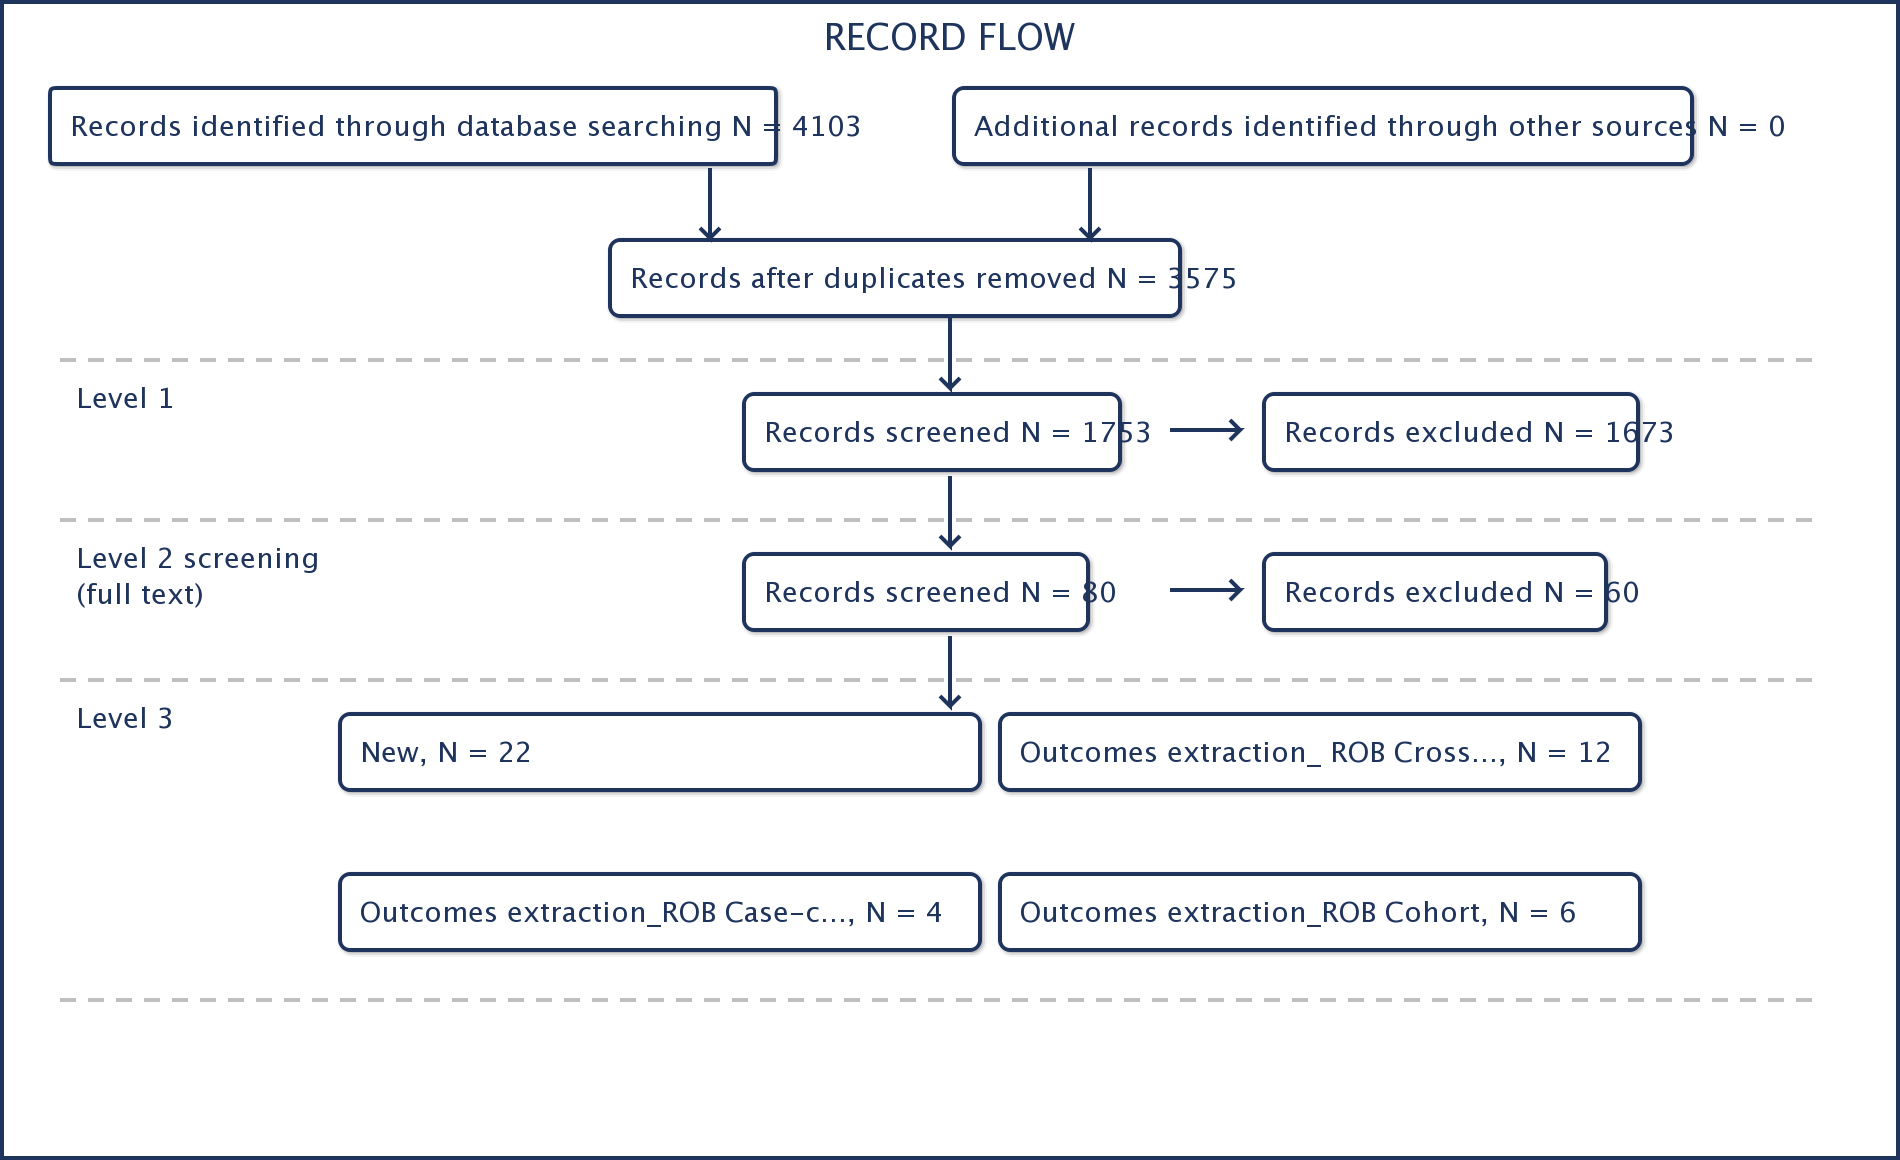 RECORD FLOW
Records identified through database searching N = 4103
Additional records identified through other sources N = 0
Records after duplicates removed N = 3575
Level 1
Records screened N = 1753
Records excluded N = 1673
Level 2 screening
(full text)
Records screened N = 80
Records excluded N = 60
Level 3
New, N = 22
Outcomes extraction_ ROB Cross..., N = 12
Outcomes extraction_ROB Case-c..., N = 4
Outcomes extraction_ROB Cohort, N = 6